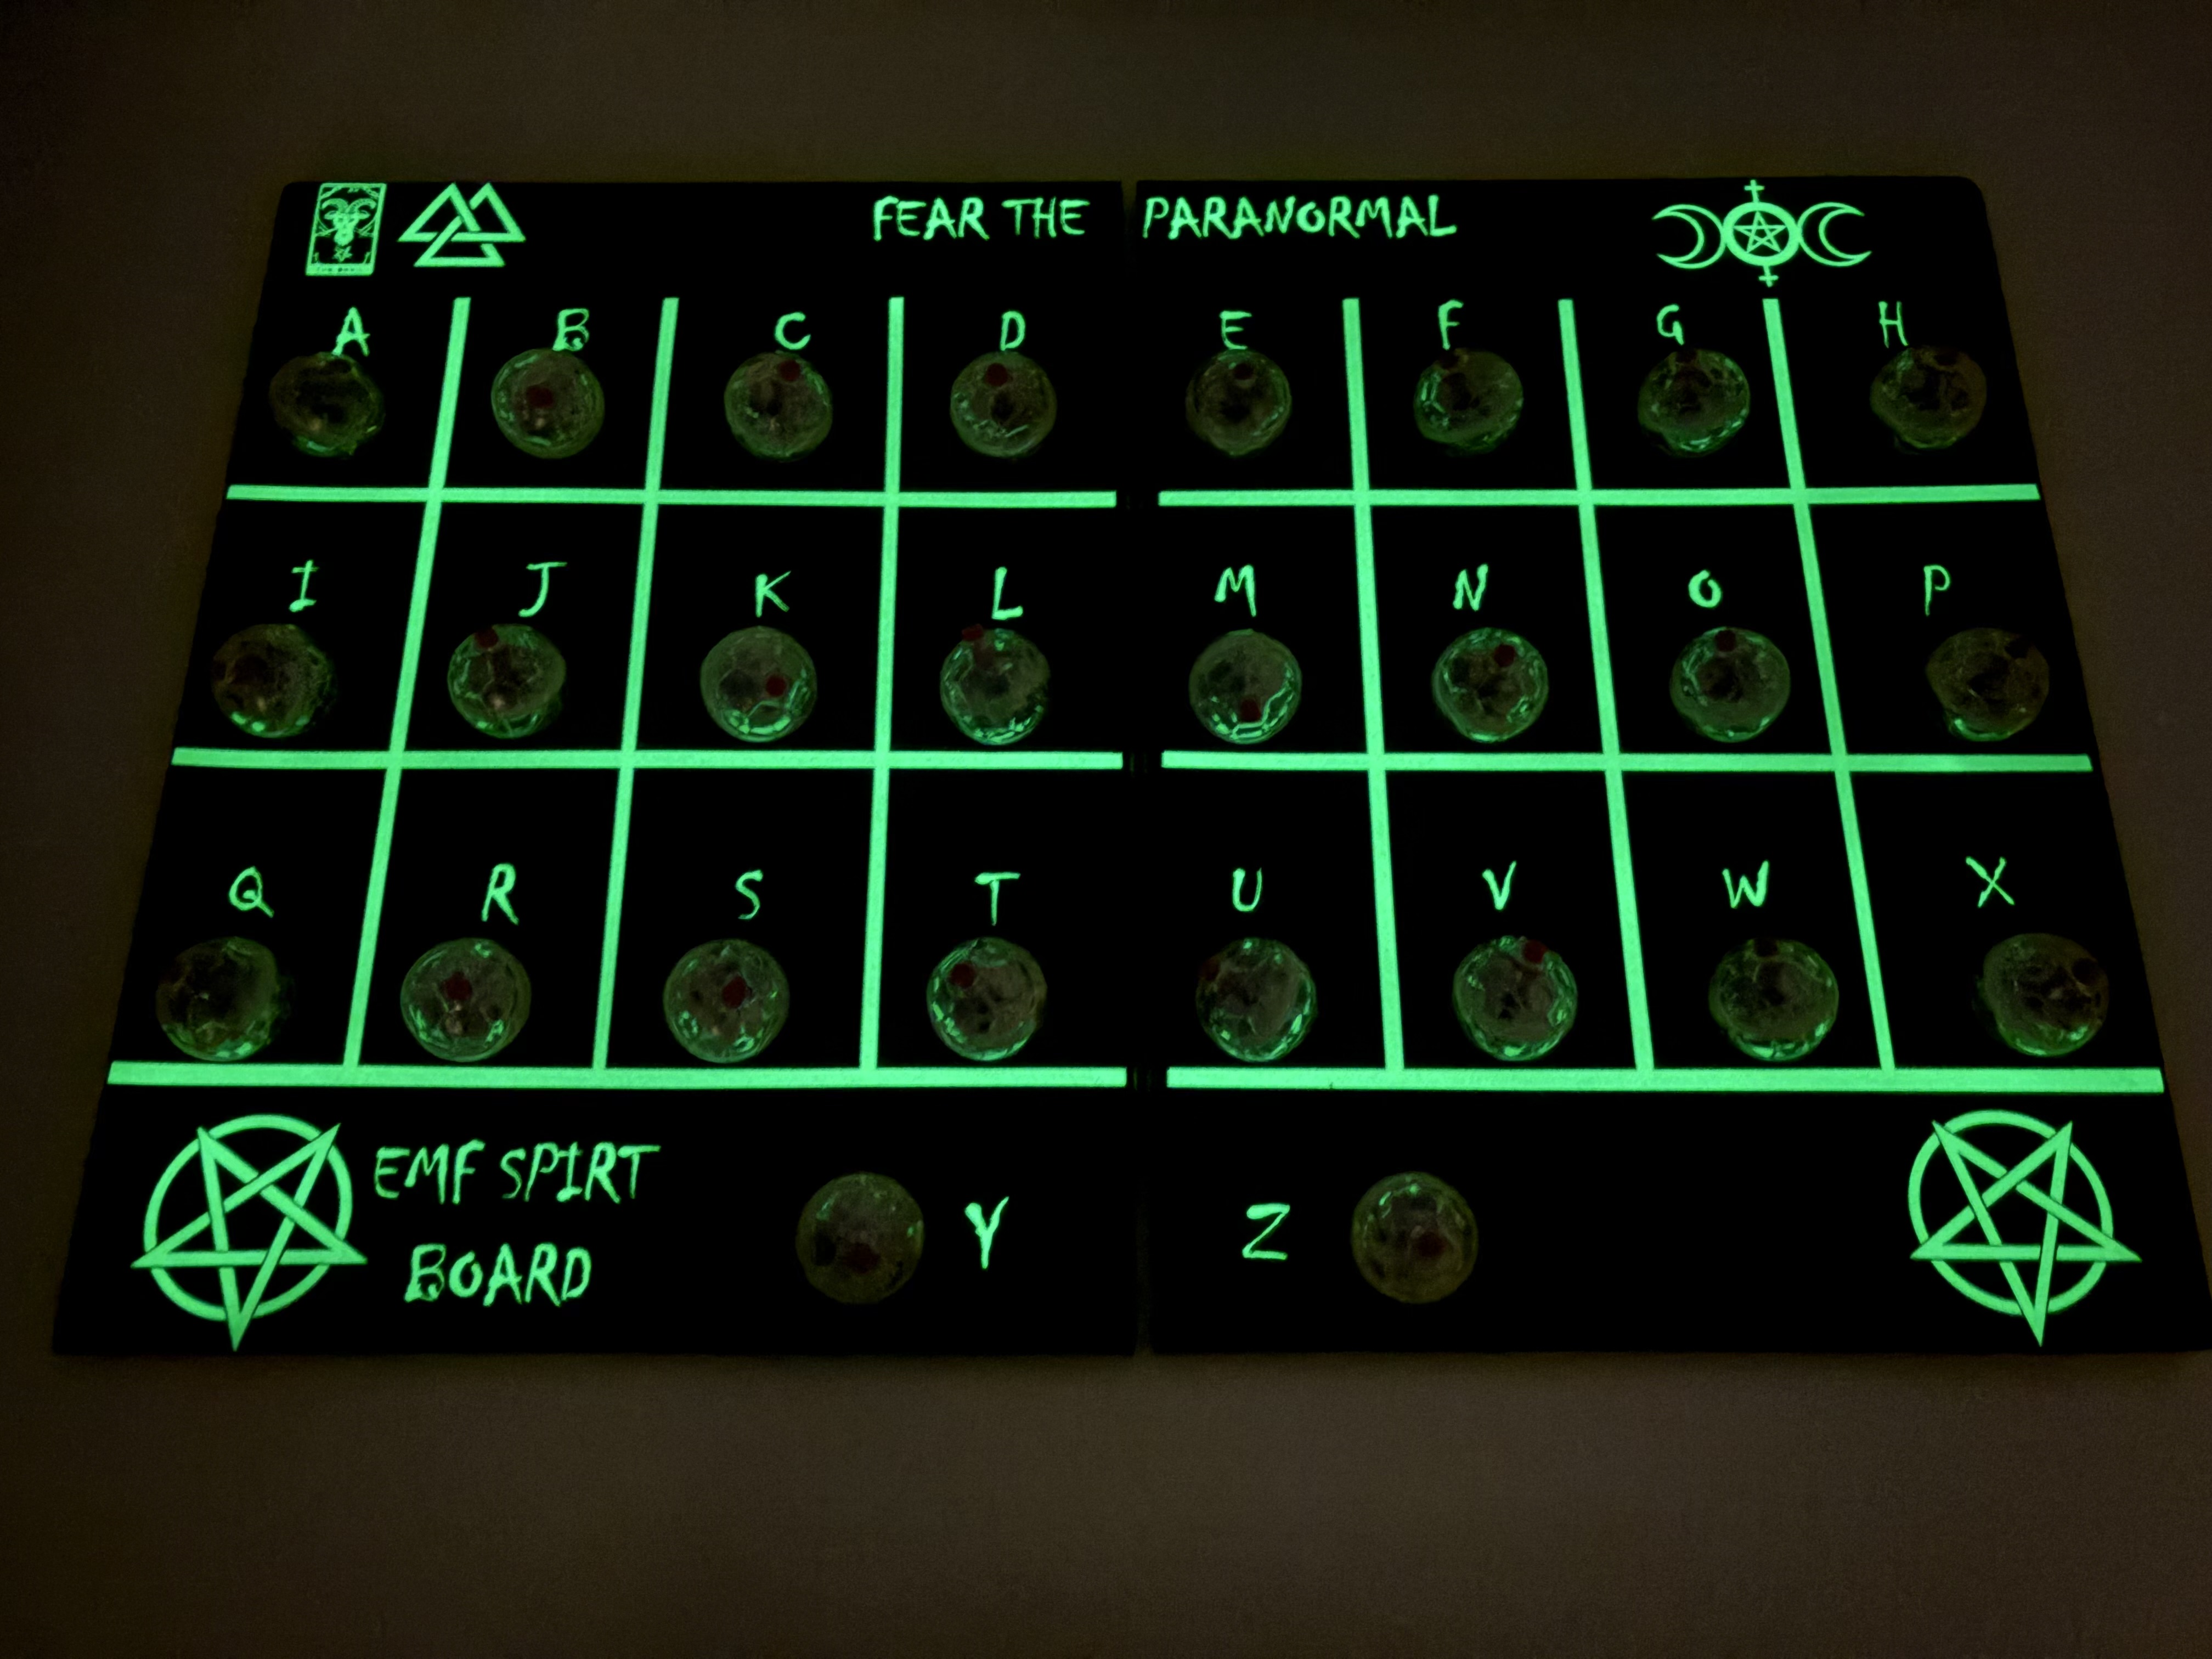 FEAR THE PARANORMAL
A B C D E F G H
I J K L M N O P
Q R S T U V W X
EMF SPIRT
BOARD
Y Z